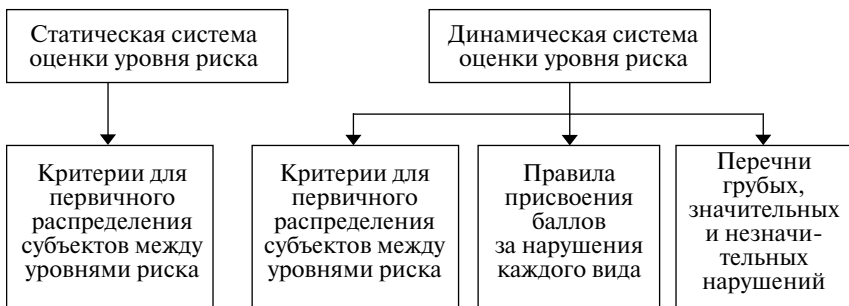 Статическая система
оценки уровня риска
Динамическая система
оценки уровня риска
Критерии для
первичного
распределения
субъектов между
уровнями риска
Критерии для
первичного
распределения
субъектов между
уровнями риска
Правила
присвоения
баллов
за нарушения
каждого вида
Перечни
грубых,
значительных
и незначи-
тельных
нарушений